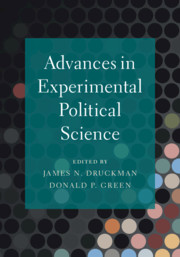 Advances in
Experimental
Political
Science
EDITED BY
JAMES N. DRUCKMAN
DONALD P. GREEN